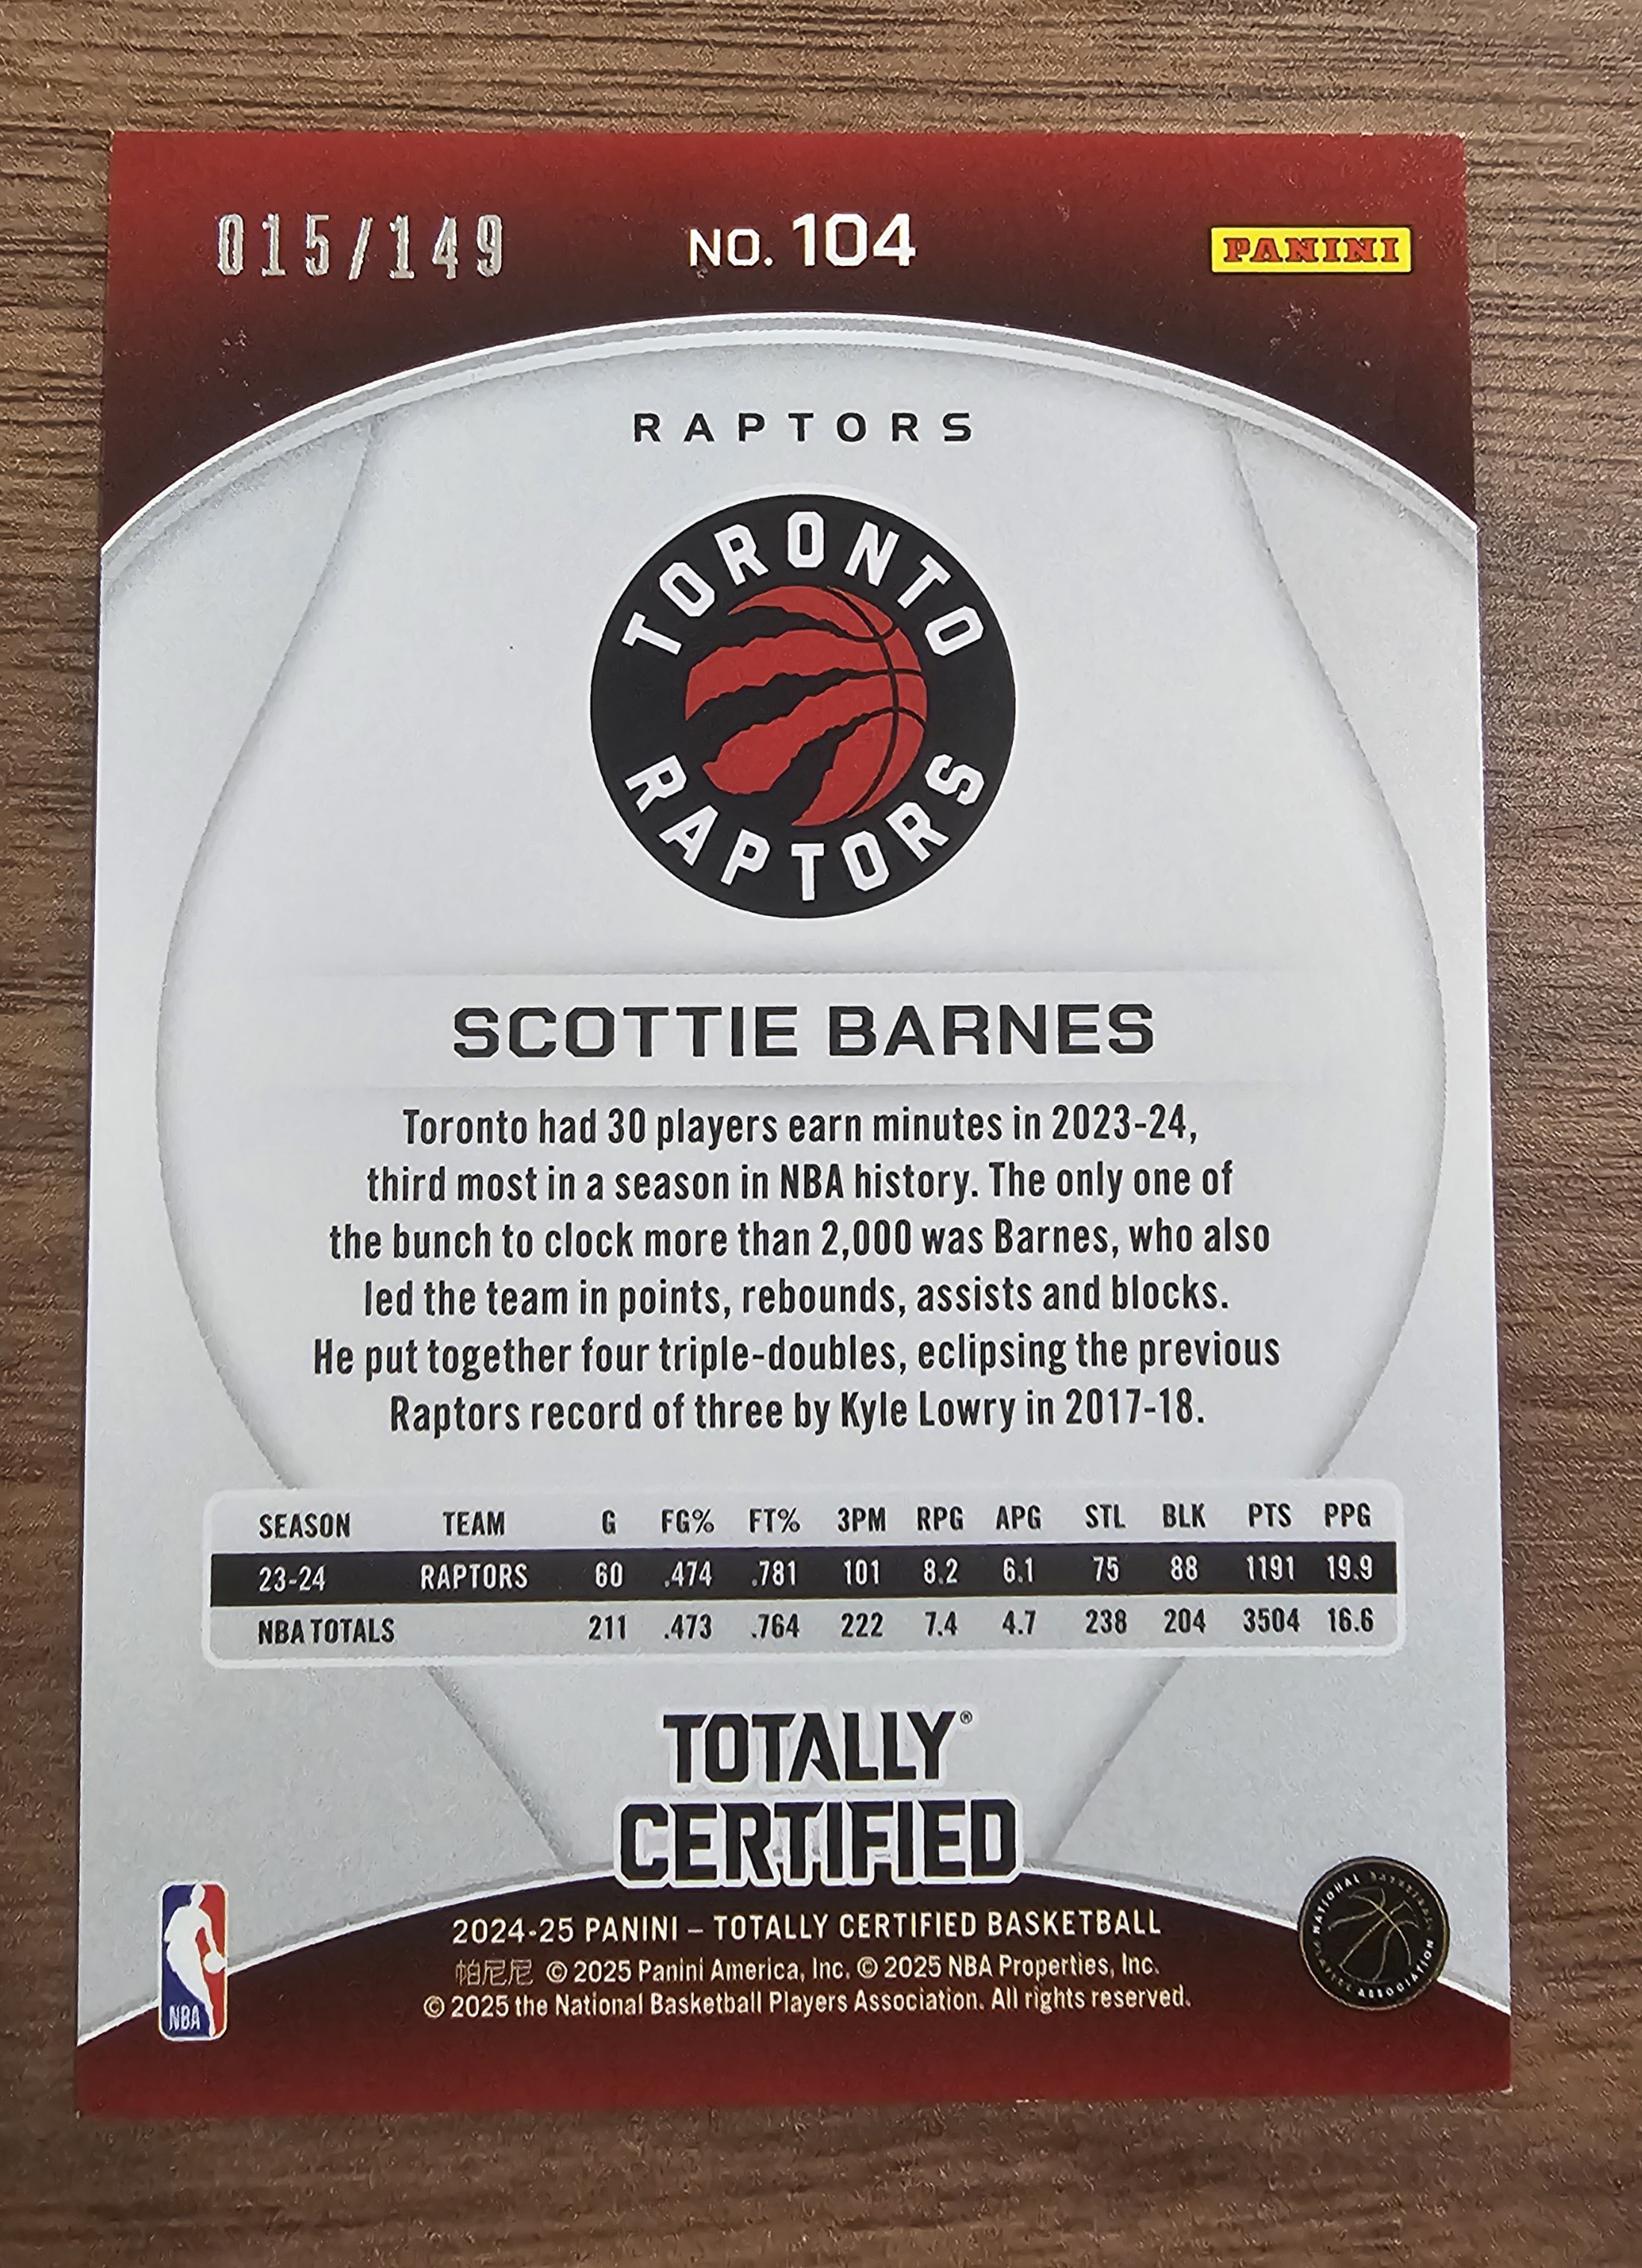 015/149
NO. 104
PANINI
RAPTORS
TORONTO
RAPTORS
SCOTTIE BARNES
Toronto had 30 players earn minutes in 2023-24,
third most in a season in NBA history. The only one of
the bunch to clock more than 2,000 was Barnes, who also
led the team in points, rebounds, assists and blocks.
He put together four triple-doubles, eclipsing the previous
Raptors record of three by Kyle Lowry in 2017-18.
SEASON TEAM G FG% FT% 3PM RPG APG STL BLK PTS PPG
23-24 RAPTORS 60 .474 .781 101 8.2 6.1 75 88 1191 19.9
NBA TOTALS 211 .473 .764 222 7.4 4.7 238 204 3504 16.6
TOTALLY®
CERTIFIED
2024-25 PANINI – TOTALLY CERTIFIED BASKETBALL
帕尼尼 © 2025 Panini America, Inc. © 2025 NBA Properties, Inc.
© 2025 the National Basketball Players Association. All rights reserved.
NBA
NATIONAL BASKETBALL PLAYERS ASSOCIATION